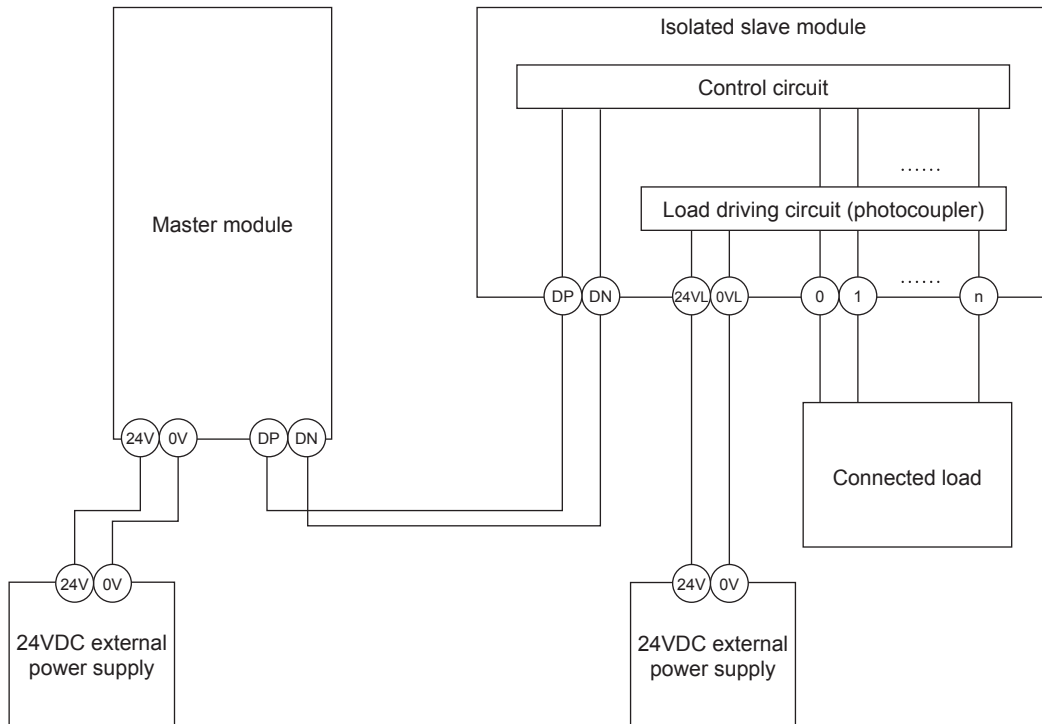 Isolated slave module
Control circuit
......
Master module
Load driving circuit (photocoupler)
DP DN 24VL 0VL 0 1 ...... n
24V 0V DP DN
Connected load
24V 0V
24VDC external
power supply
24V 0V
24VDC external
power supply